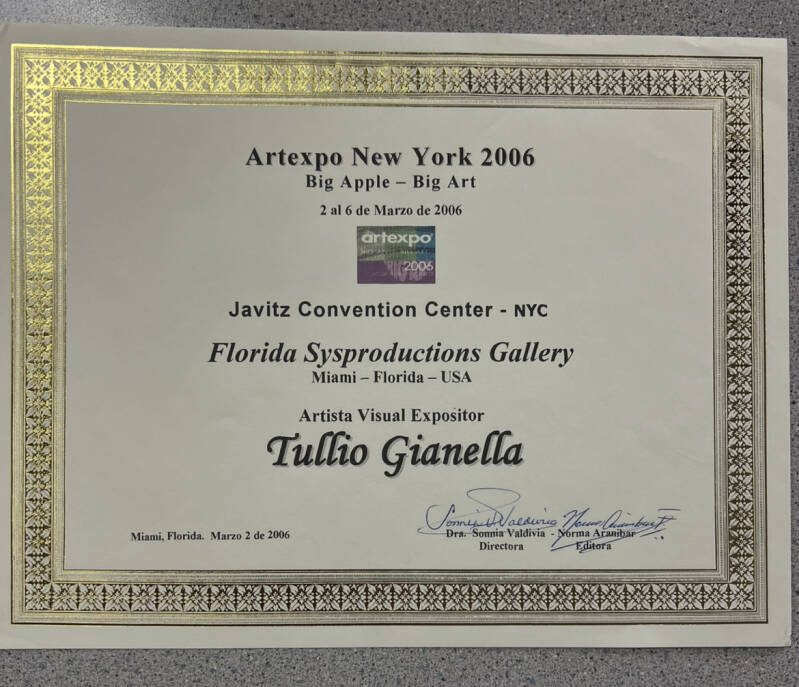 Artexpo New York 2006
Big Apple – Big Art
2 al 6 de Marzo de 2006
artexpo
2006
Javitz Convention Center - NYC
Florida Sysproductions Gallery
Miami – Florida – USA
Artista Visual Expositor
Tullio Gianella
Miami, Florida. Marzo 2 de 2006
Dra. Somnia Valdivia - Norma Aranibar
Directora Editora